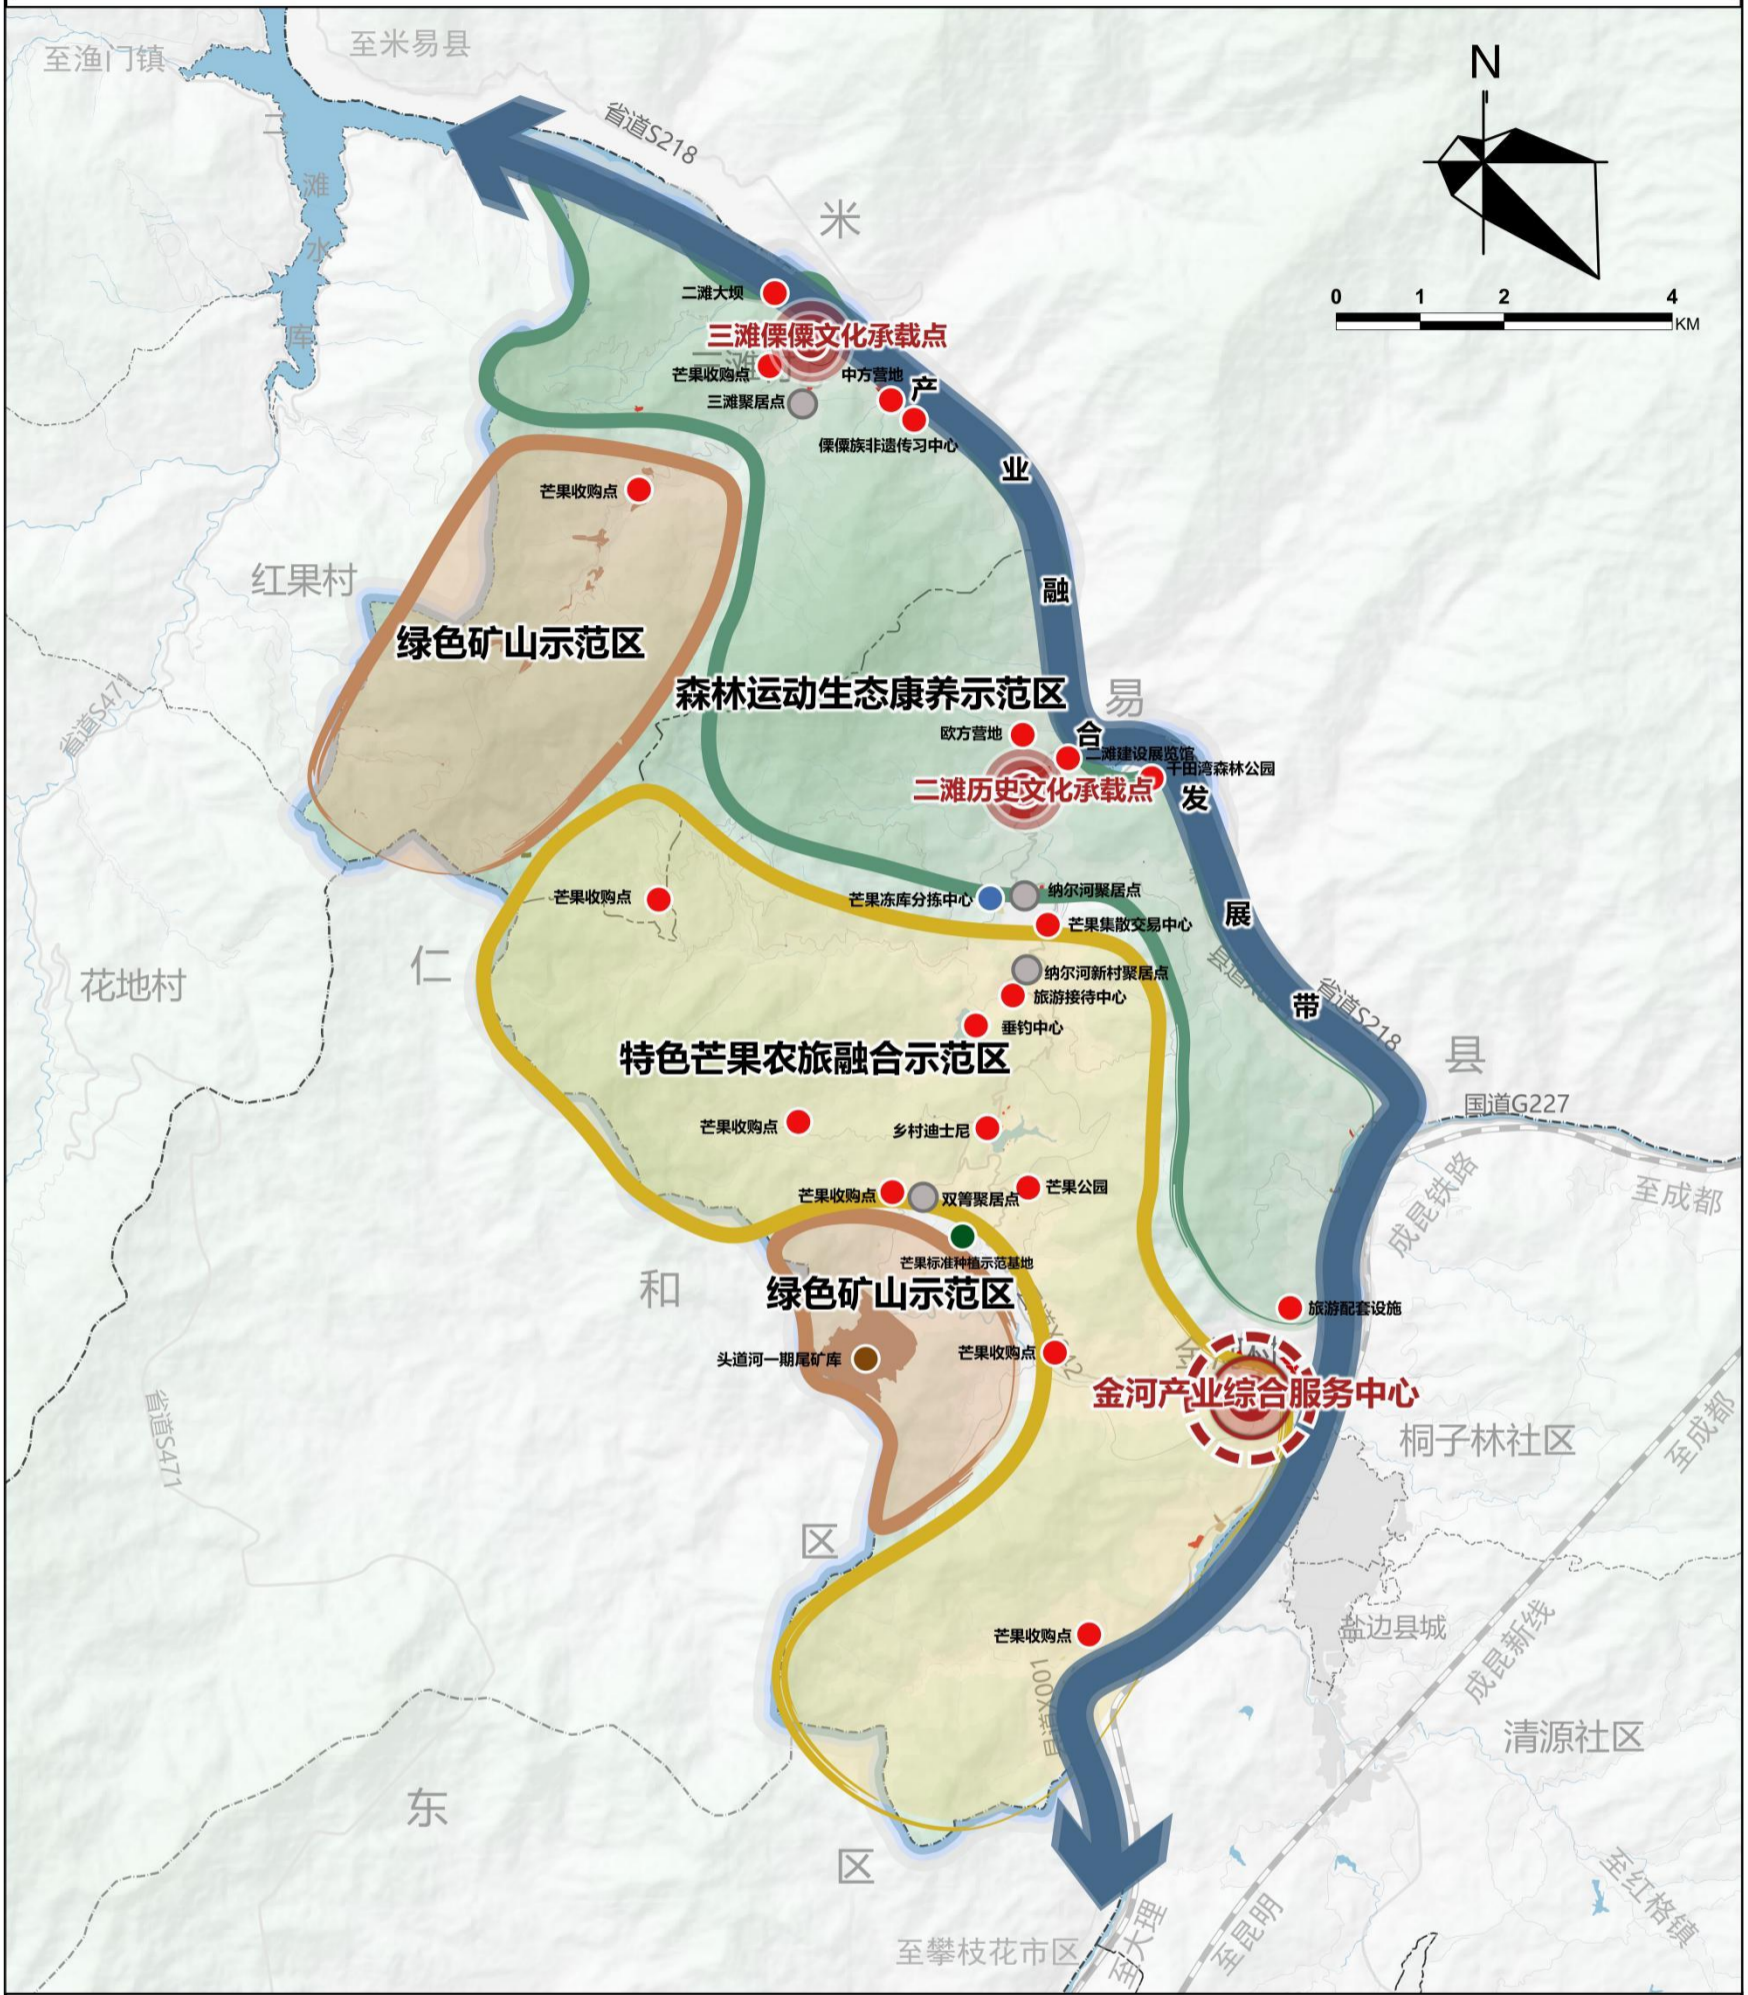 至渔门镇
至米易县
N
省道S218
二
滩
水
库
米
0 1 2 4
KM
二滩大坝
三滩傈僳文化承载点
芒果收购点
中方营地
产
三滩聚居点
傈僳族非遗传习中心
业
芒果收购点
红果村
融
绿色矿山示范区
森林运动生态康养示范区
易
省道S471
欧方营地
合
二滩建设展览馆
干田湾森林公园
二滩历史文化承载点
发
芒果收购点
芒果冻库分拣中心
纳尔河聚居点
展
芒果集散交易中心
仁
花地村
纳尔河新村聚居点
旅游接待中心
带
省道S218
垂钓中心
特色芒果农旅融合示范区
县
国道G227
芒果收购点
乡村迪士尼
成昆铁路
至成都
芒果收购点
双箐聚居点
芒果公园
芒果标准种植示范基地
和
绿色矿山示范区
旅游配套设施
头道河一期尾矿库
芒果收购点
金河产业综合服务中心
省道S471
桐子林社区
至成都
区
盐边县城
芒果收购点
县道X001
成昆新线
清源社区
东
区
至红格镇
至攀枝花市区
至大理
至昆明